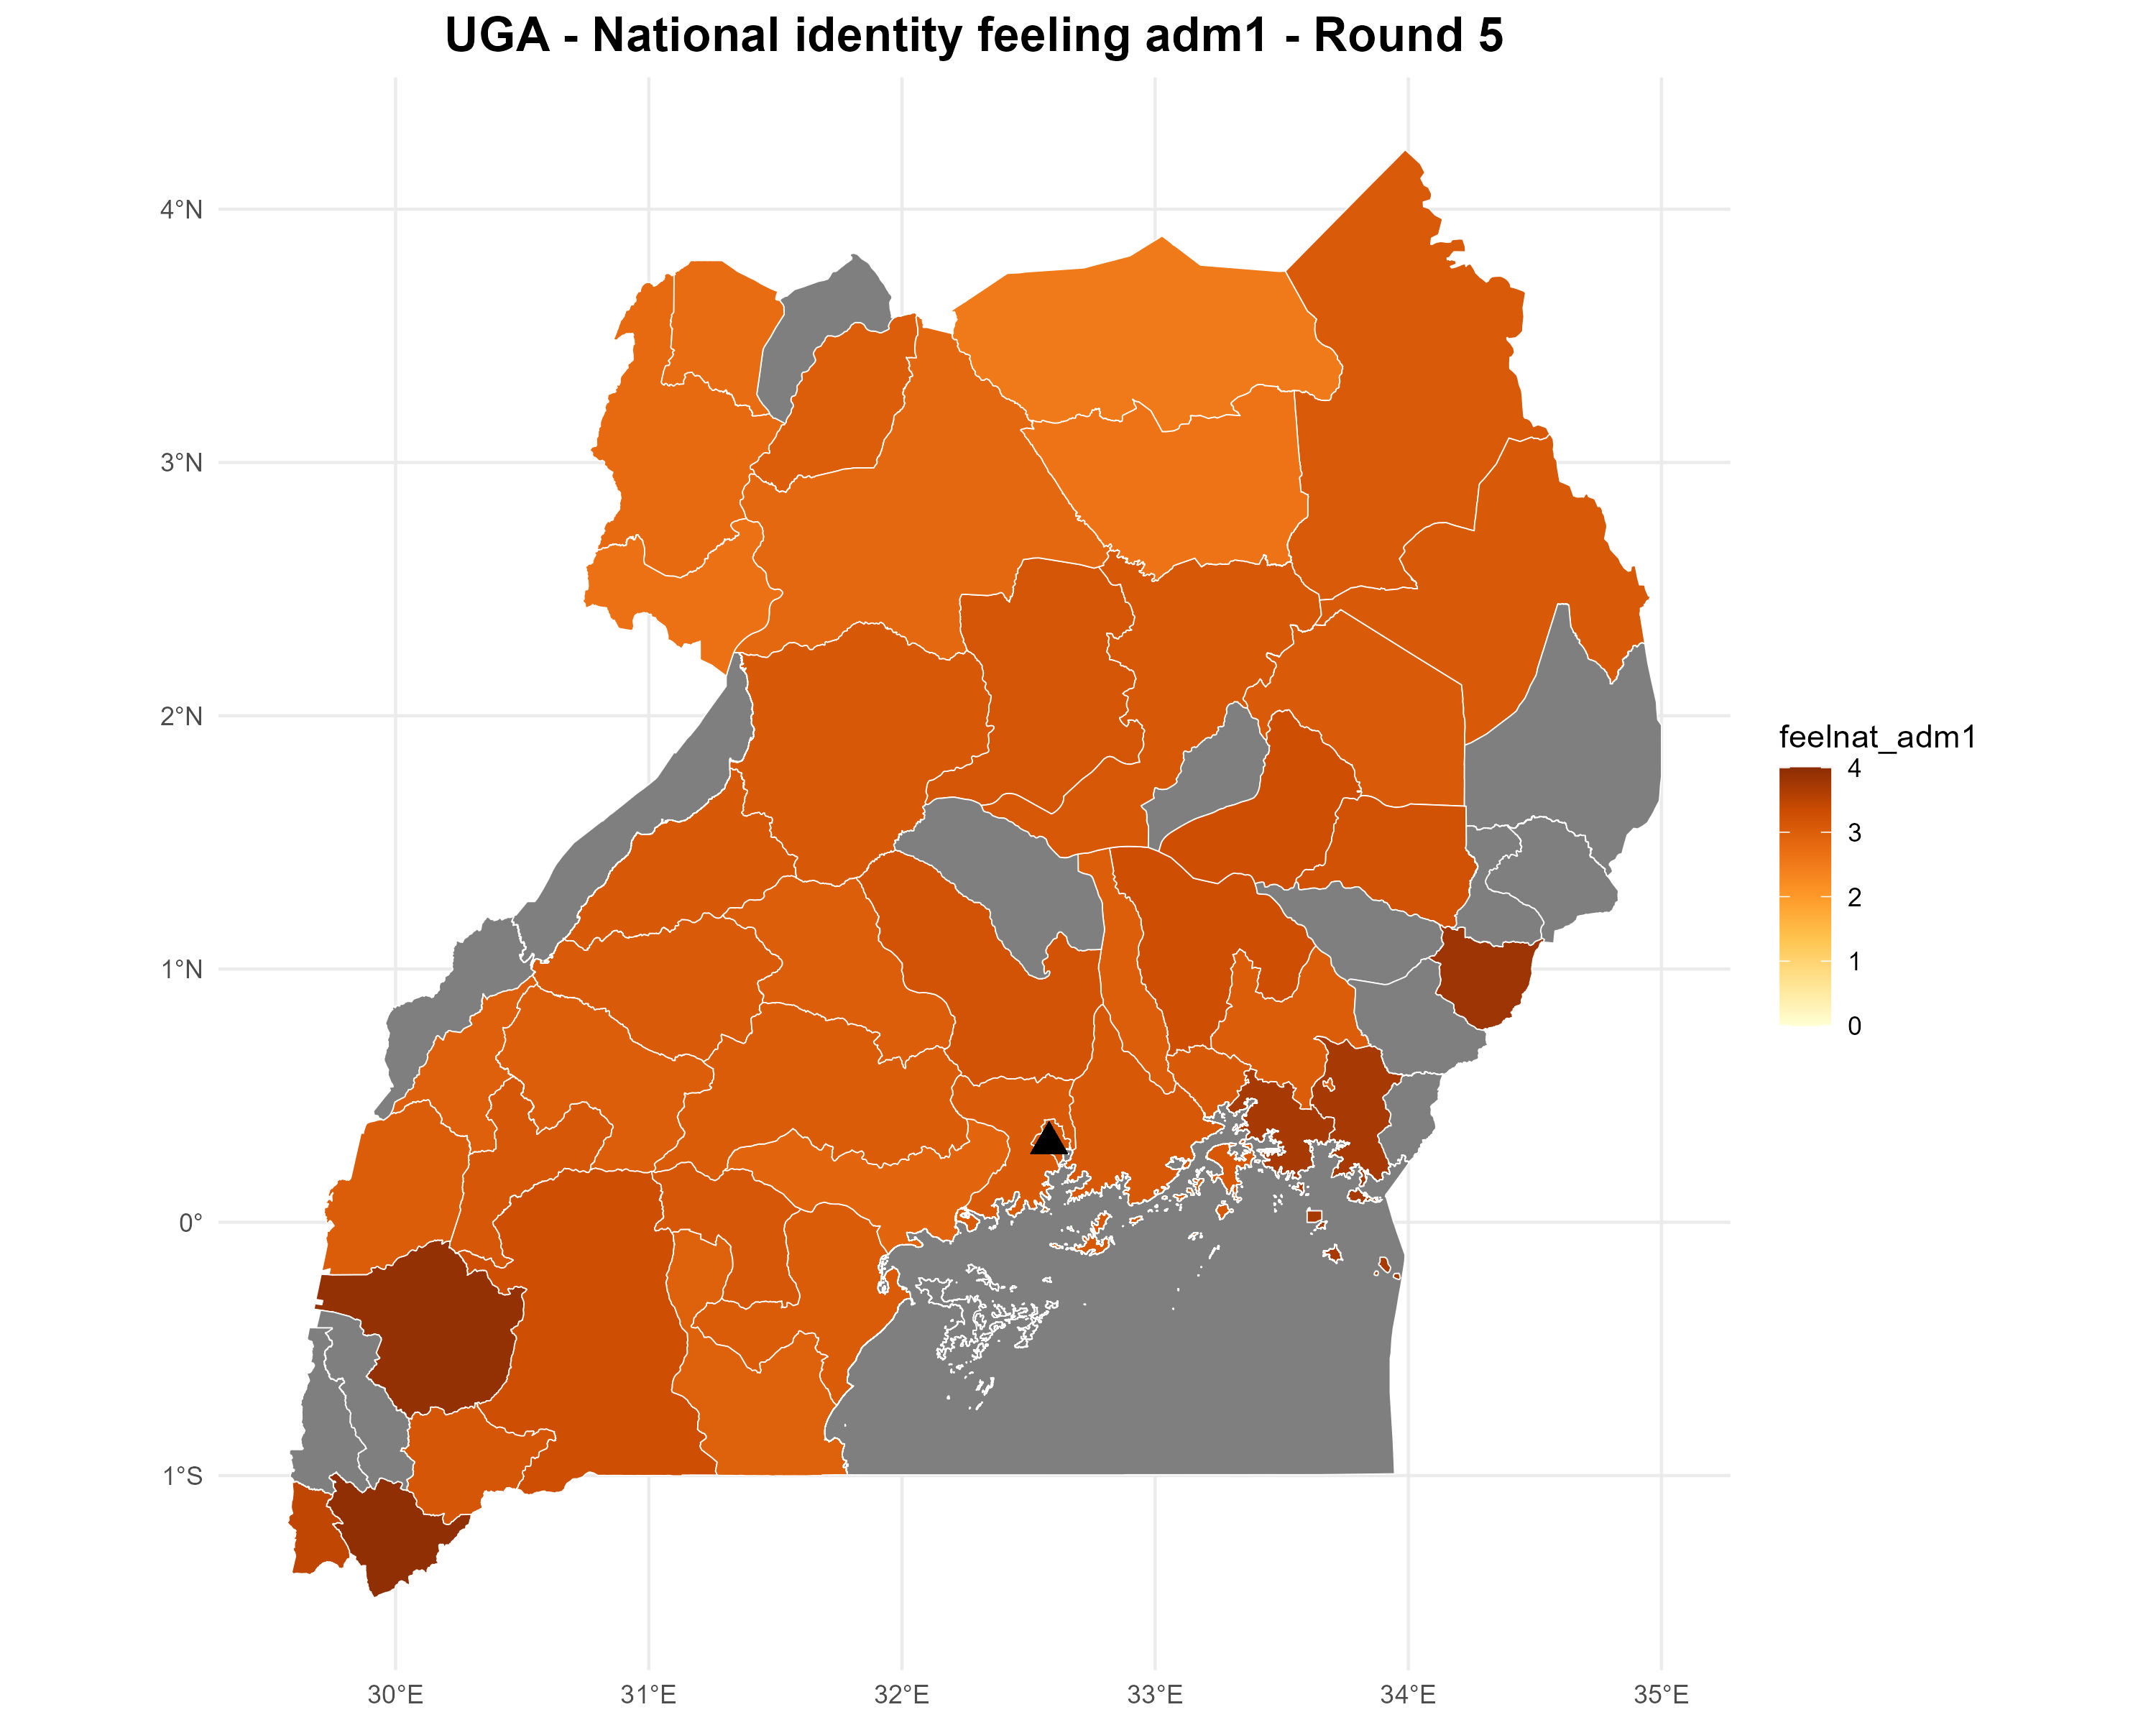 UGA - National identity feeling adm1 - Round 5
4°N
3°N
2°N
1°N
0°
1°S
30°E
31°E
32°E
33°E
34°E
35°E
feelnat_adm1
4
3
2
1
0